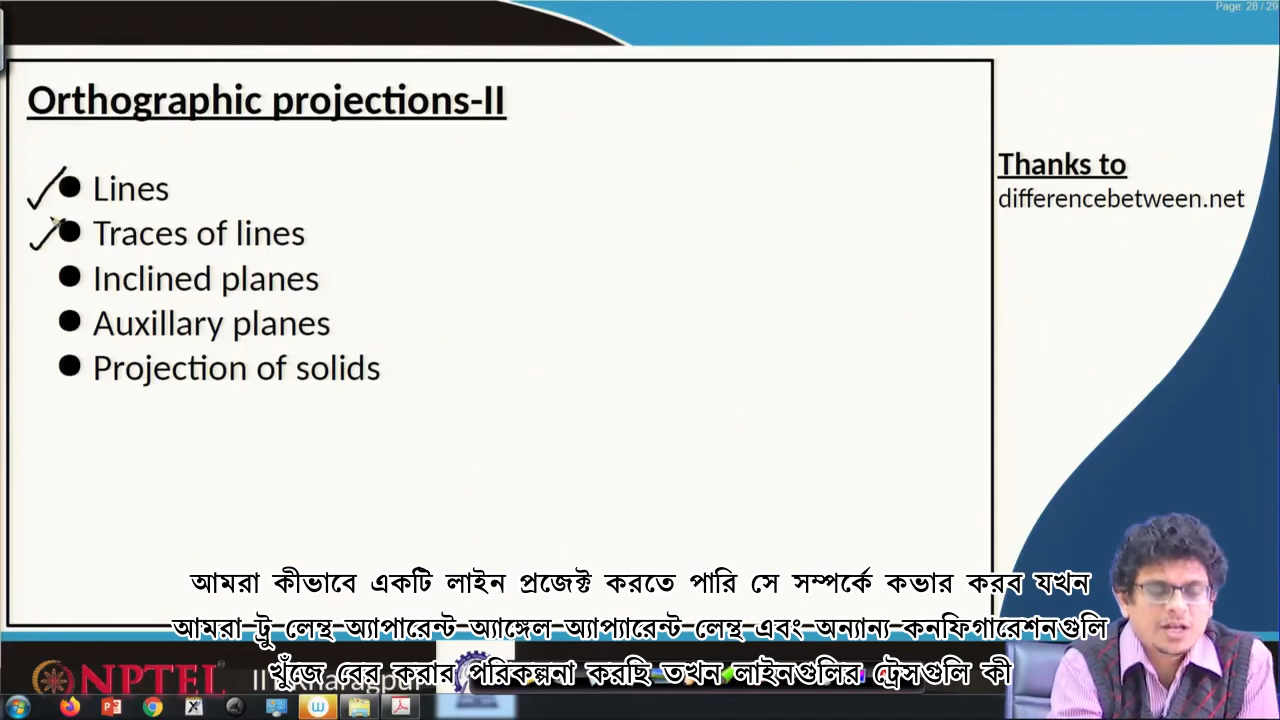 Page: 28 / 29
Orthographic projections-II
Lines
Traces of lines
Inclined planes
Auxillary planes
Projection of solids
Thanks to
differencebetween.net
আমরা কীভাবে একটি লাইন প্রজেক্ট করতে পারি সে সম্পর্কে কভার করব যখন
আমরা ট্রু লেন্থ অ্যাপারেন্ট অ্যাঙ্গেল অ্যাপ্যারেন্ট লেন্থ এবং অন্যান্য কনফিগারেশনগুলি
খুঁজে বের করার পরিকল্পনা করছি তখন লাইনগুলির ট্রেসগুলি কী
NPTEL